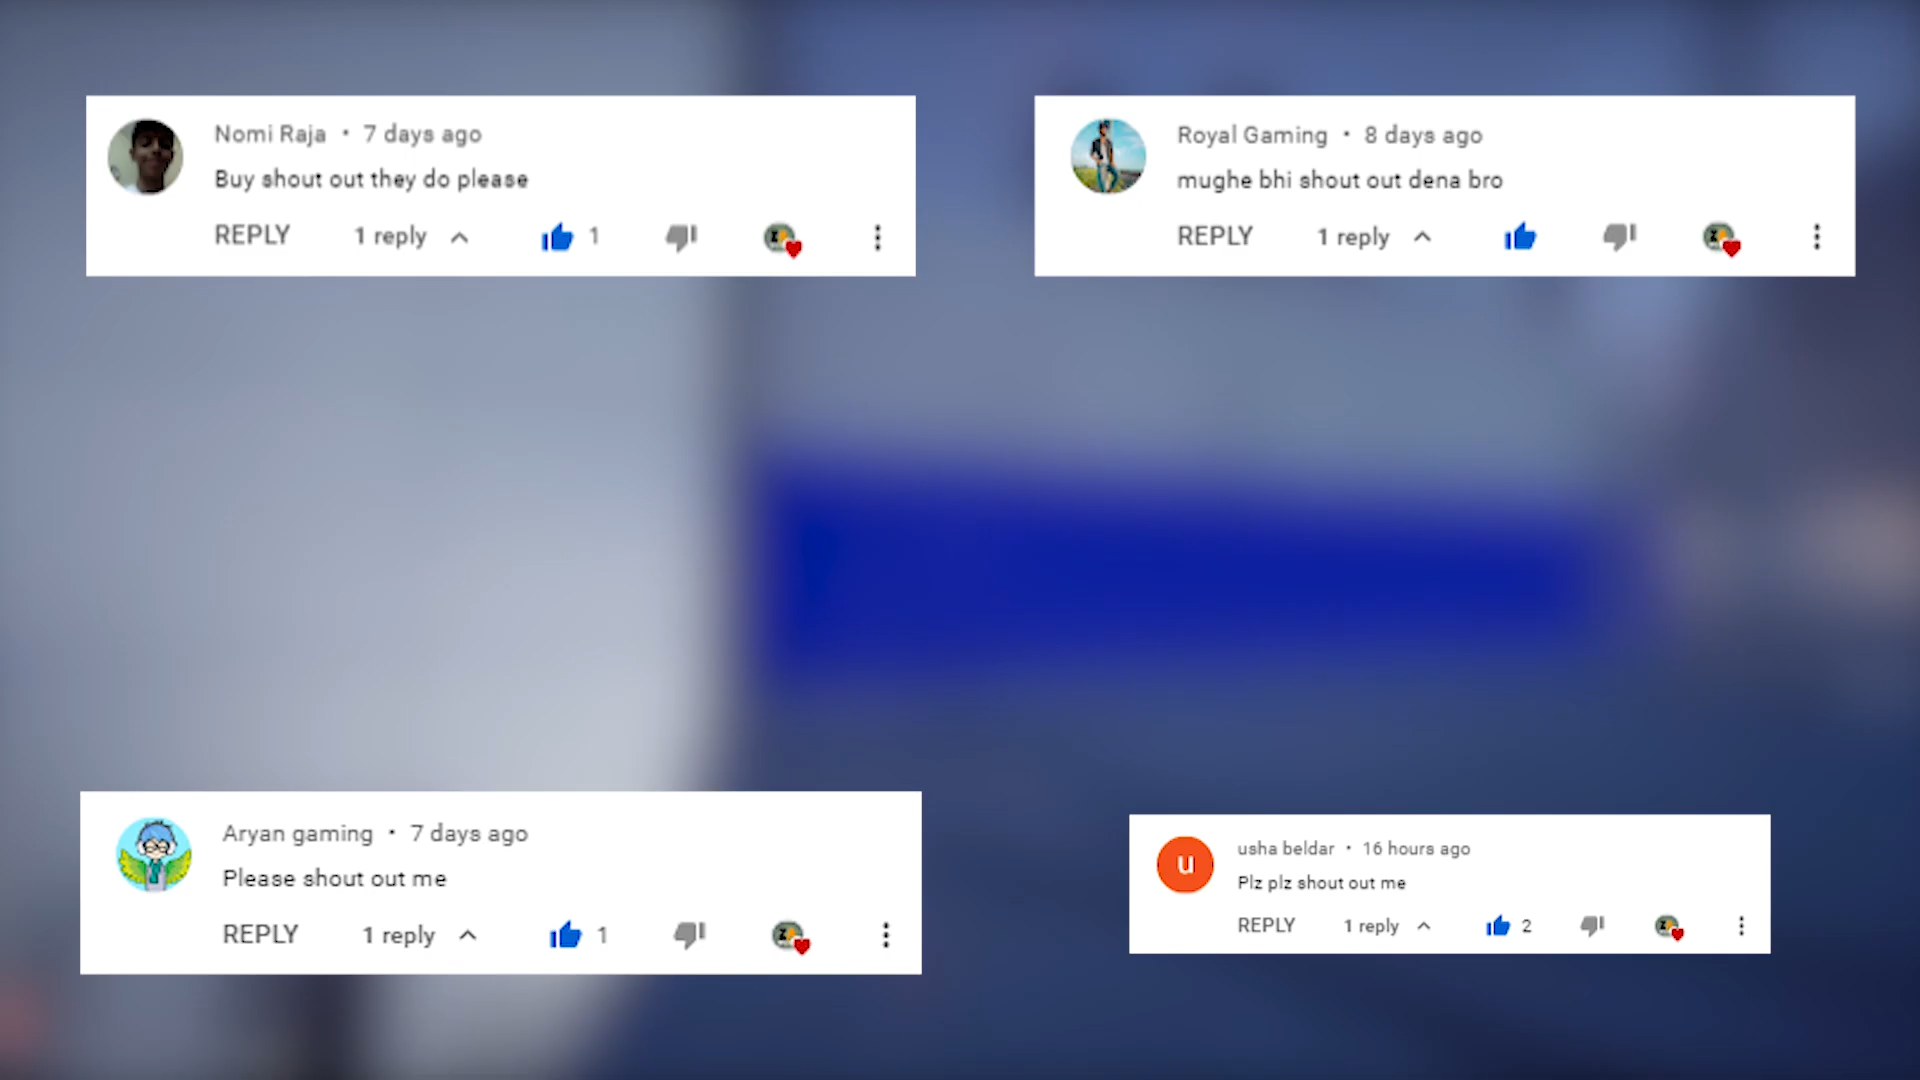 Nomi Raja • 7 days ago
Buy shout out they do please
REPLY 1 reply 1
Royal Gaming • 8 days ago
mughe bhi shout out dena bro
REPLY 1 reply
Aryan gaming • 7 days ago
Please shout out me
REPLY 1 reply 1
u
usha beldar • 16 hours ago
Plz plz shout out me
REPLY 1 reply 2